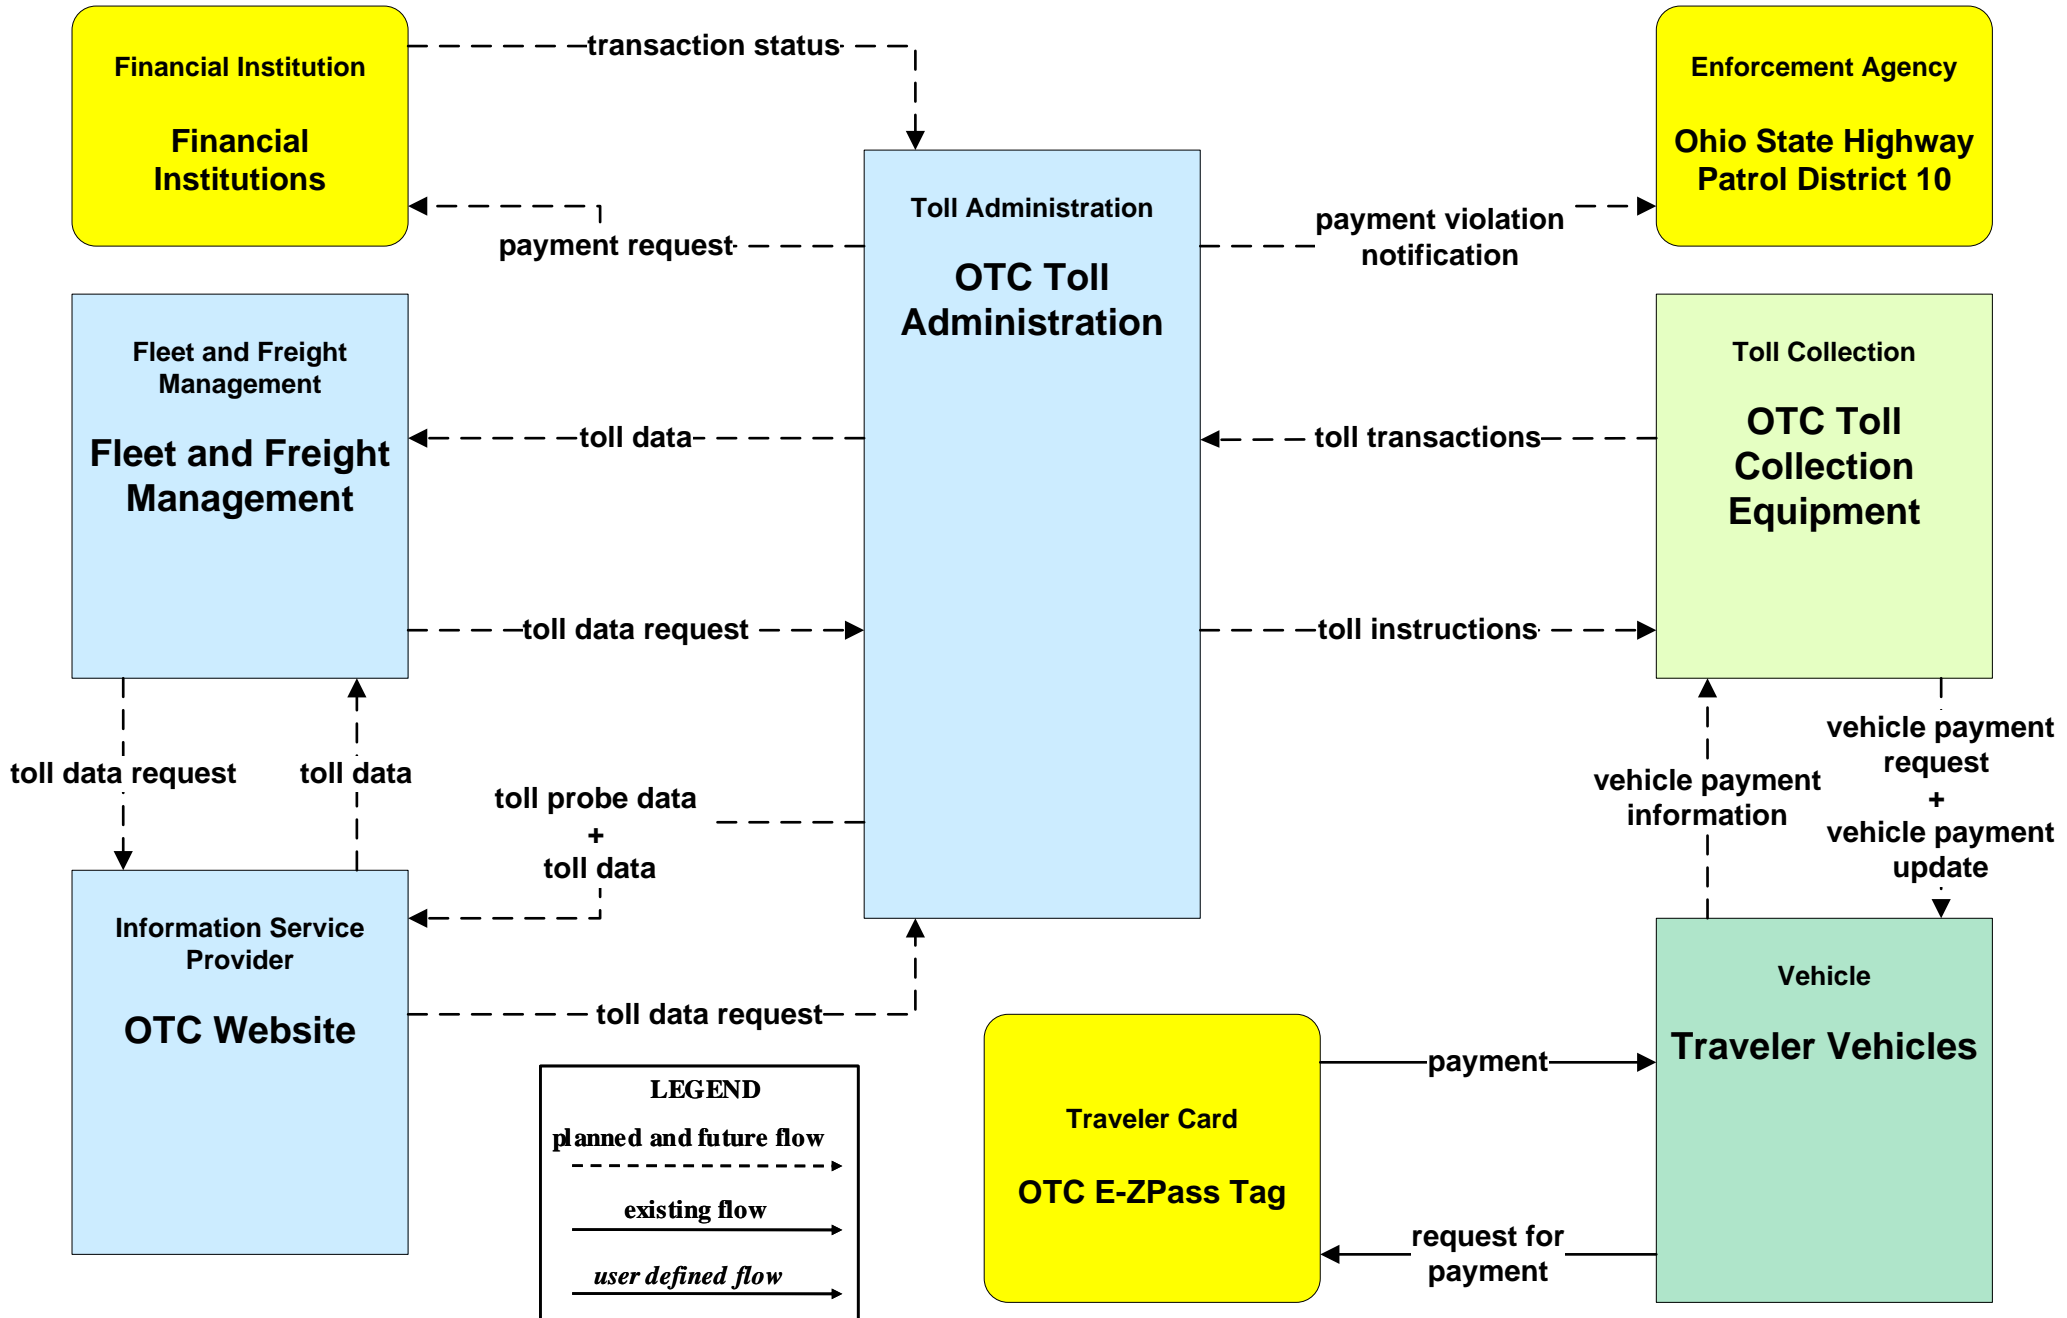 Financial Institution
Financial
Institutions
transaction status
payment request
Toll Administration
OTC Toll
Administration
payment violation
notification
Enforcement Agency
Ohio State Highway
Patrol District 10
Fleet and Freight
Management
Fleet and Freight
Management
toll data
toll data request
toll transactions
toll instructions
Toll Collection
OTC Toll
Collection
Equipment
toll data request
toll data
toll probe data
+
toll data
vehicle payment
information
vehicle payment
request
+
vehicle payment
update
Information Service
Provider
OTC Website
toll data request
Vehicle
Traveler Vehicles
payment
Traveler Card
OTC E-ZPass Tag
request for
payment
LEGEND
planned and future flow
existing flow
user defined flow